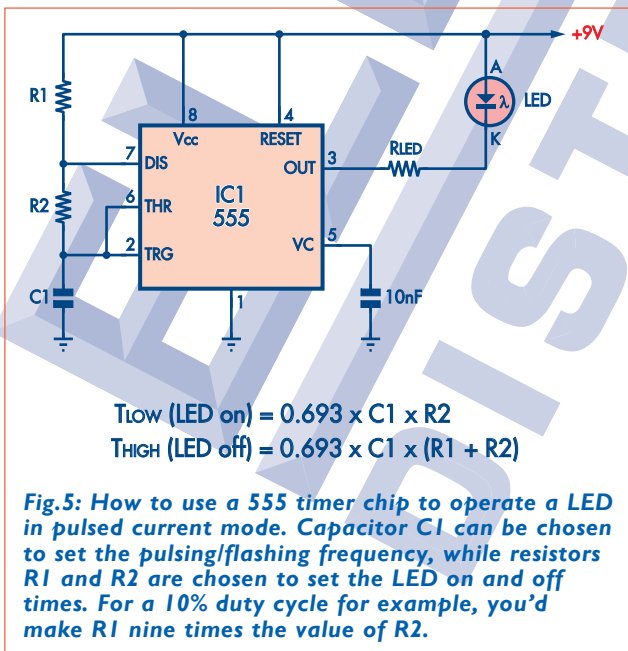 +9V
R1
A
LED
λ
K
8
Vcc
4
RESET
RLED
7
DIS
3
OUT
R2
6
THR
IC1
555
5
VC
2
TRG
C1
1
10nF
TLOW (LED on) = 0.693 x C1 x R2
THIGH (LED off) = 0.693 x C1 x (R1 + R2)
Fig.5: How to use a 555 timer chip to operate a LED
in pulsed current mode. Capacitor C1 can be chosen
to set the pulsing/flashing frequency, while resistors
R1 and R2 are chosen to set the LED on and off
times. For a 10% duty cycle for example, you'd
make R1 nine times the value of R2.
DIST